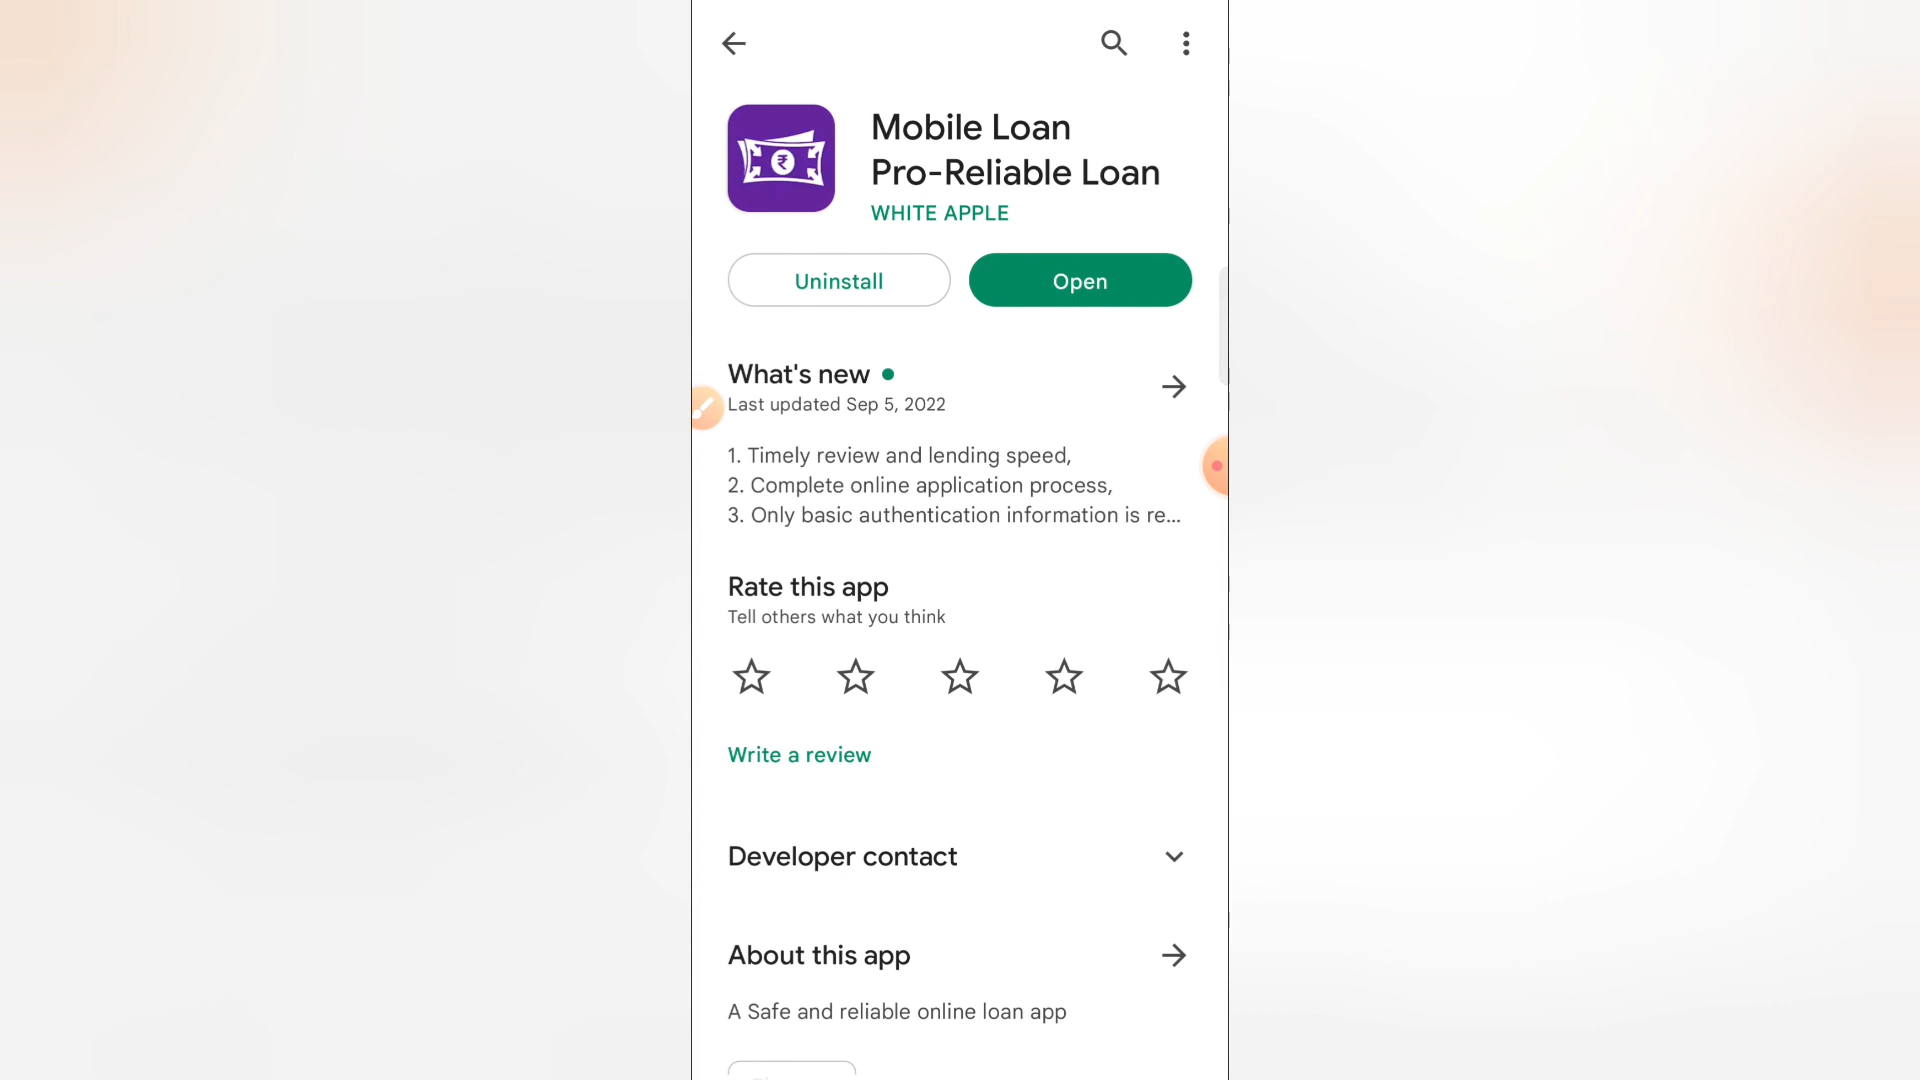 Mobile Loan
Pro-Reliable Loan
WHITE APPLE
Uninstall
Open
What's new
Last updated Sep 5, 2022
1. Timely review and lending speed,
2. Complete online application process,
3. Only basic authentication information is re...
Rate this app
Tell others what you think
Write a review
Developer contact
About this app
A Safe and reliable online loan app